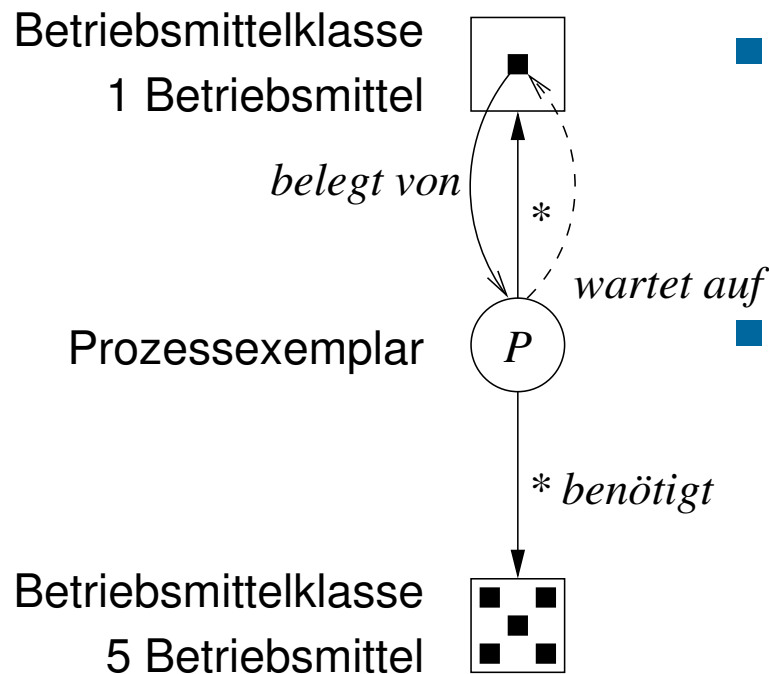 Betriebsmittelklasse
1 Betriebsmittel
belegt von
*
wartet auf
Prozessexemplar
P
* benötigt
Betriebsmittelklasse
5 Betriebsmittel